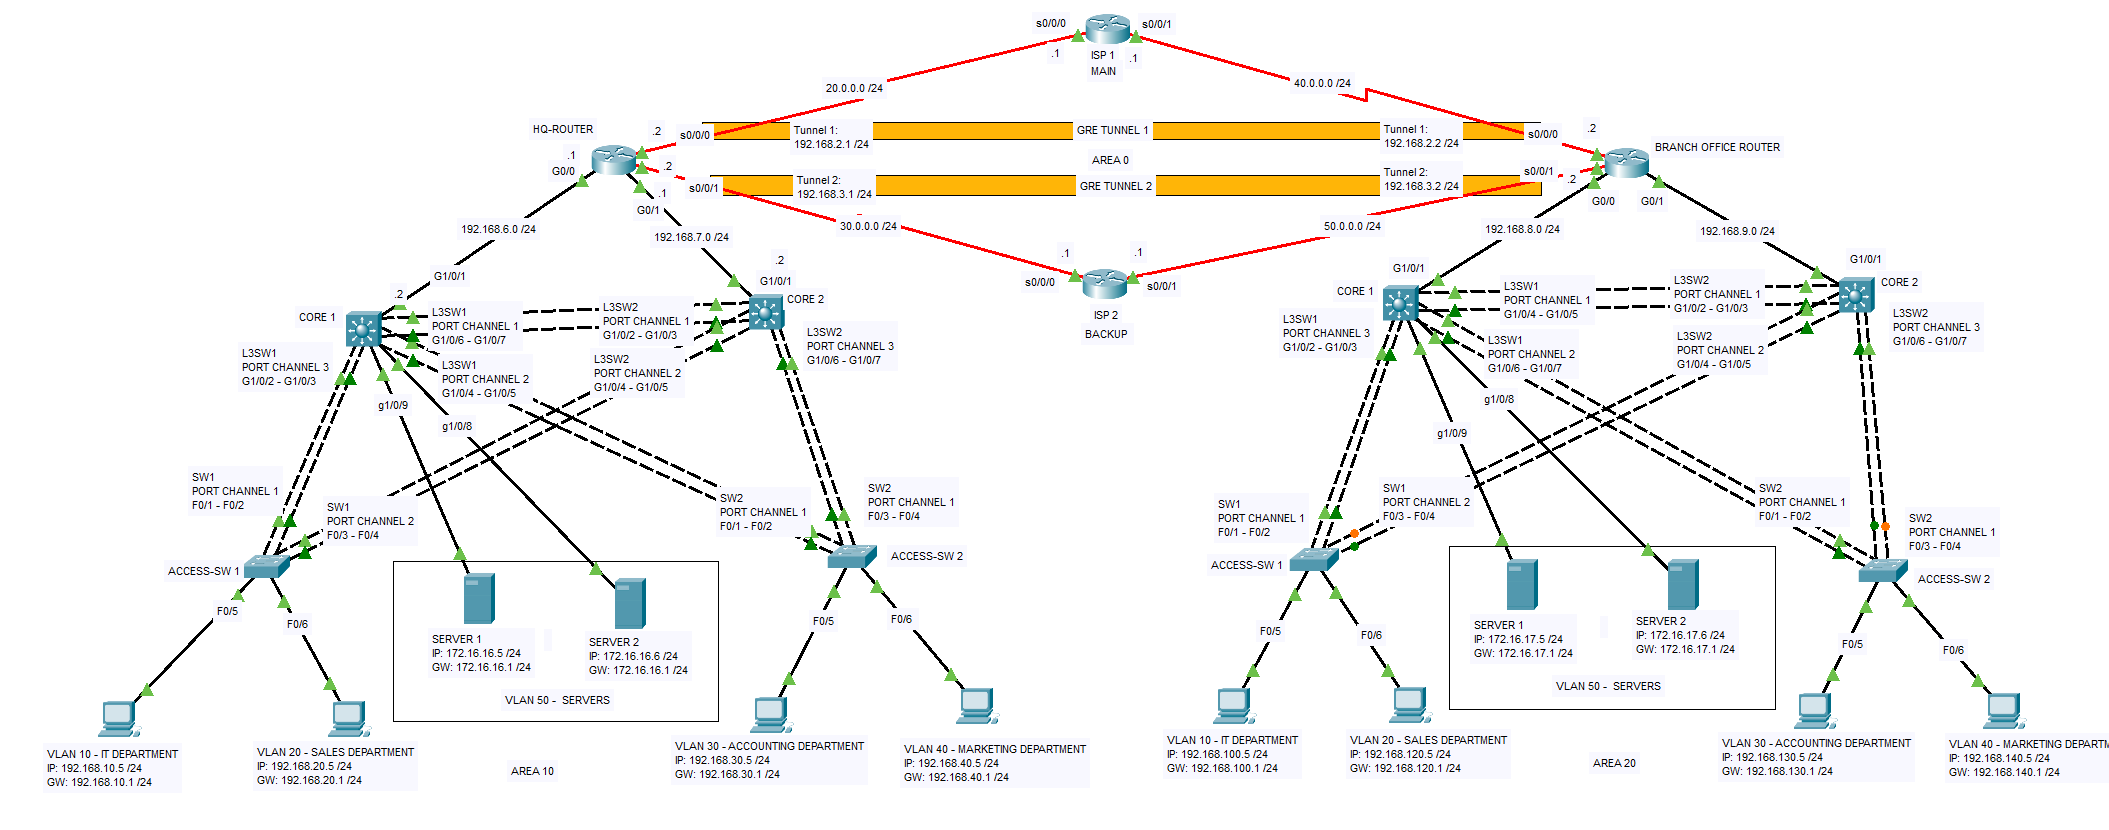 s0/0/0
s0/0/1
.1
ISP 1
MAIN
.1
20.0.0.0 /24
40.0.0.0 /24
HQ-ROUTER
.2
s0/0/0
Tunnel 1:
192.168.2.1 /24
GRE TUNNEL 1
Tunnel 1:
192.168.2.2 /24
s0/0/0
.2
BRANCH OFFICE ROUTER
.1
G0/0
.2
AREA 0
s0/0/1
Tunnel 2:
192.168.3.1 /24
GRE TUNNEL 2
Tunnel 2:
192.168.3.2 /24
s0/0/1
.2
.1
G0/1
G0/0
G0/1
192.168.6.0 /24
192.168.7.0 /24
30.0.0.0 /24
50.0.0.0 /24
192.168.8.0 /24
192.168.9.0 /24
.1
.1
s0/0/0
s0/0/1
ISP 2
BACKUP
G1/0/1
.2
.2
G1/0/1
CORE 1
CORE 2
L3SW1
PORT CHANNEL 1
G1/0/6 - G1/0/7
L3SW2
PORT CHANNEL 1
G1/0/2 - G1/0/3
L3SW2
PORT CHANNEL 3
G1/0/6 - G1/0/7
L3SW1
PORT CHANNEL 3
G1/0/2 - G1/0/3
L3SW1
PORT CHANNEL 2
G1/0/4 - G1/0/5
L3SW2
PORT CHANNEL 2
G1/0/4 - G1/0/5
g1/0/9
g1/0/8
G1/0/1
G1/0/1
CORE 1
CORE 2
L3SW1
PORT CHANNEL 1
G1/0/4 - G1/0/5
L3SW2
PORT CHANNEL 1
G1/0/2 - G1/0/3
L3SW1
PORT CHANNEL 3
G1/0/2 - G1/0/3
L3SW2
PORT CHANNEL 3
G1/0/6 - G1/0/7
L3SW1
PORT CHANNEL 2
G1/0/6 - G1/0/7
L3SW2
PORT CHANNEL 2
G1/0/4 - G1/0/5
g1/0/8
g1/0/9
SW1
PORT CHANNEL 1
F0/1 - F0/2
SW1
PORT CHANNEL 2
F0/3 - F0/4
SW2
PORT CHANNEL 1
F0/1 - F0/2
SW2
PORT CHANNEL 1
F0/3 - F0/4
SW1
PORT CHANNEL 1
F0/1 - F0/2
SW1
PORT CHANNEL 2
F0/3 - F0/4
SW2
PORT CHANNEL 1
F0/1 - F0/2
SW2
PORT CHANNEL 1
F0/3 - F0/4
ACCESS-SW 1
ACCESS-SW 2
ACCESS-SW 1
ACCESS-SW 2
F0/5
F0/6
F0/5
F0/6
F0/5
F0/6
F0/5
F0/6
SERVER 1
IP: 172.16.16.5 /24
GW: 172.16.16.1 /24
SERVER 2
IP: 172.16.16.6 /24
GW: 172.16.16.1 /24
VLAN 50 - SERVERS
SERVER 1
IP: 172.16.17.5 /24
GW: 172.16.17.1 /24
SERVER 2
IP: 172.16.17.6 /24
GW: 172.16.17.1 /24
VLAN 50 - SERVERS
VLAN 10 - IT DEPARTMENT
IP: 192.168.10.5 /24
GW: 192.168.10.1 /24
VLAN 20 - SALES DEPARTMENT
IP: 192.168.20.5 /24
GW: 192.168.20.1 /24
AREA 10
VLAN 30 - ACCOUNTING DEPARTMENT
IP: 192.168.30.5 /24
GW: 192.168.30.1 /24
VLAN 40 - MARKETING DEPARTMENT
IP: 192.168.40.5 /24
GW: 192.168.40.1 /24
VLAN 10 - IT DEPARTMENT
IP: 192.168.100.5 /24
GW: 192.168.100.1 /24
VLAN 20 - SALES DEPARTMENT
IP: 192.168.120.5 /24
GW: 192.168.120.1 /24
AREA 20
VLAN 30 - ACCOUNTING DEPARTMENT
IP: 192.168.130.5 /24
GW: 192.168.130.1 /24
VLAN 40 - MARKETING DEPARTM
IP: 192.168.140.5 /24
GW: 192.168.140.1 /24